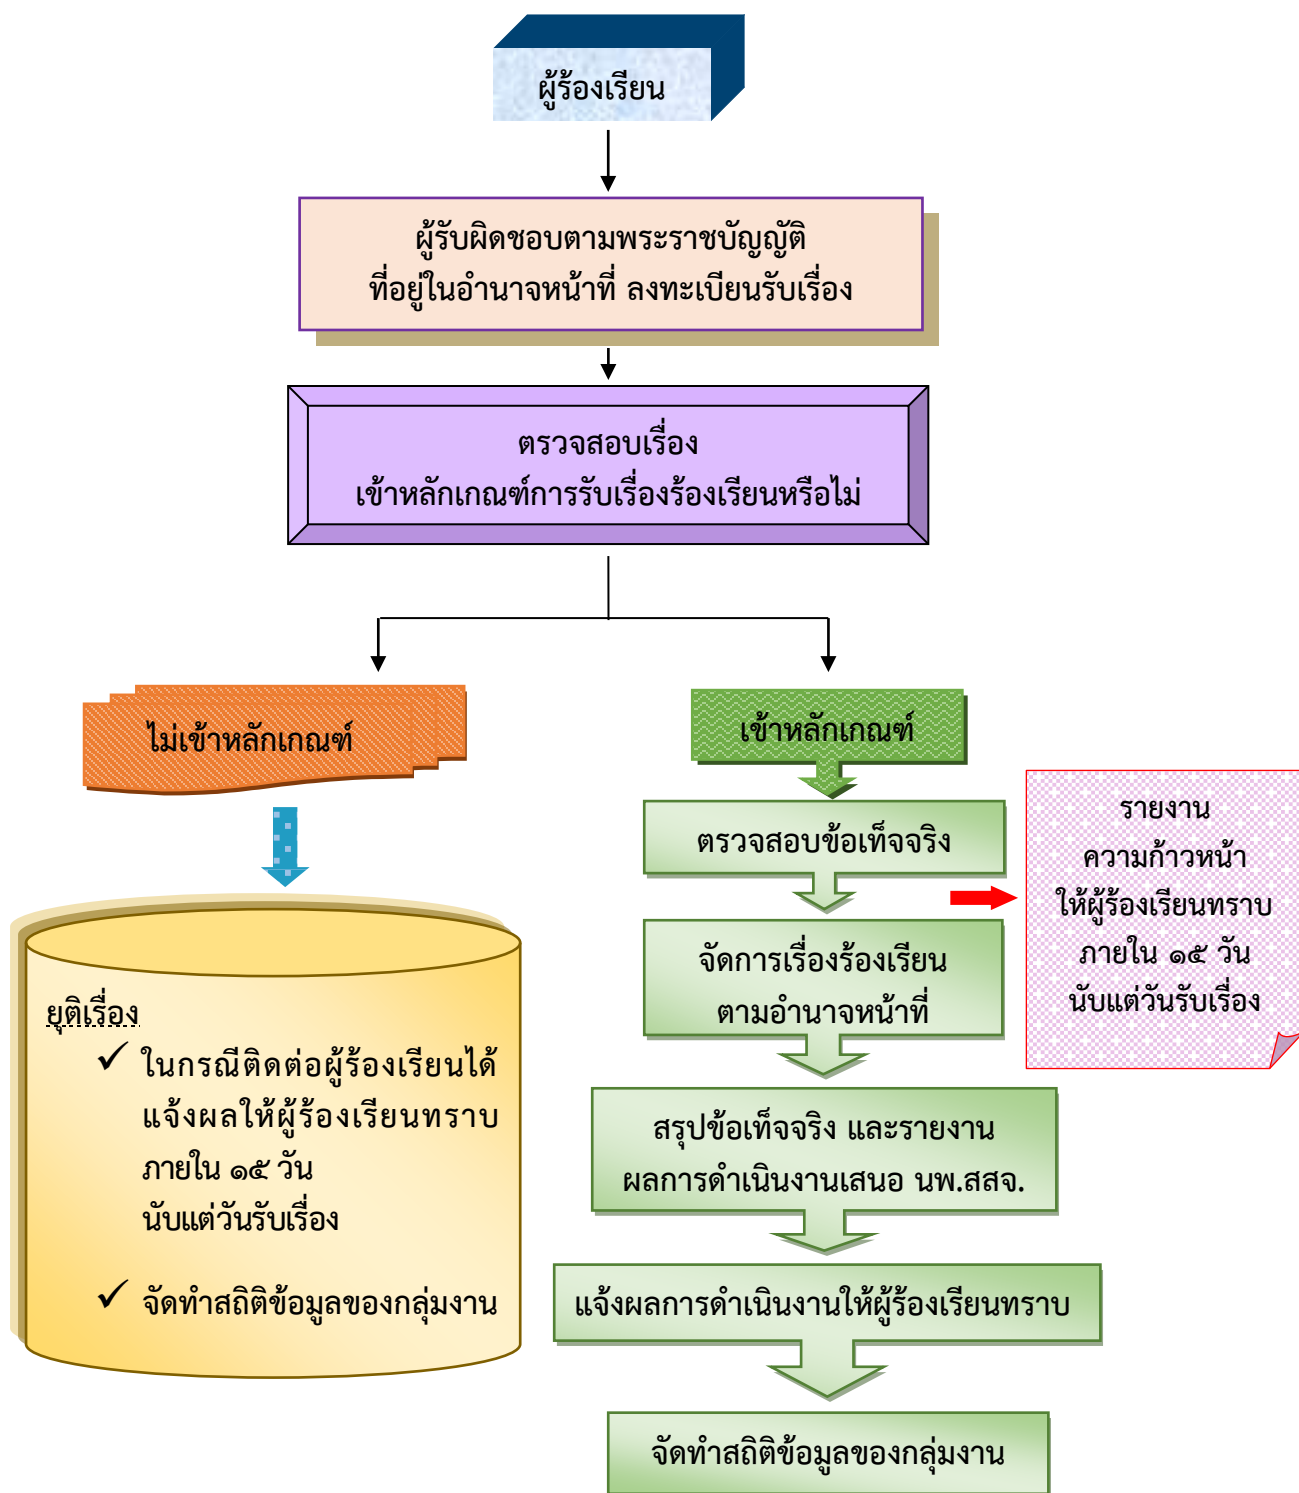 ผู้ร้องเรียน
ผู้รับผิดชอบตามพระราชบัญญัติ
ที่อยู่ในอำนาจหน้าที่ ลงทะเบียนรับเรื่อง
ตรวจสอบเรื่อง
เข้าหลักเกณฑ์การรับเรื่องร้องเรียนหรือไม่
ไม่เข้าหลักเกณฑ์
ยุติเรื่อง
✓ ในกรณีติดต่อผู้ร้องเรียนได้
แจ้งผลให้ผู้ร้องเรียนทราบ
ภายใน ๑๕ วัน
นับแต่วันรับเรื่อง
✓ จัดทำสถิติข้อมูลของกลุ่มงาน
เข้าหลักเกณฑ์
ตรวจสอบข้อเท็จจริง
รายงาน
ความก้าวหน้า
ให้ผู้ร้องเรียนทราบ
ภายใน ๑๕ วัน
นับแต่วันรับเรื่อง
จัดการเรื่องร้องเรียน
ตามอำนาจหน้าที่
สรุปข้อเท็จจริง และรายงาน
ผลการดำเนินงานเสนอ นพ.สสจ.
แจ้งผลการดำเนินงานให้ผู้ร้องเรียนทราบ
จัดทำสถิติข้อมูลของกลุ่มงาน